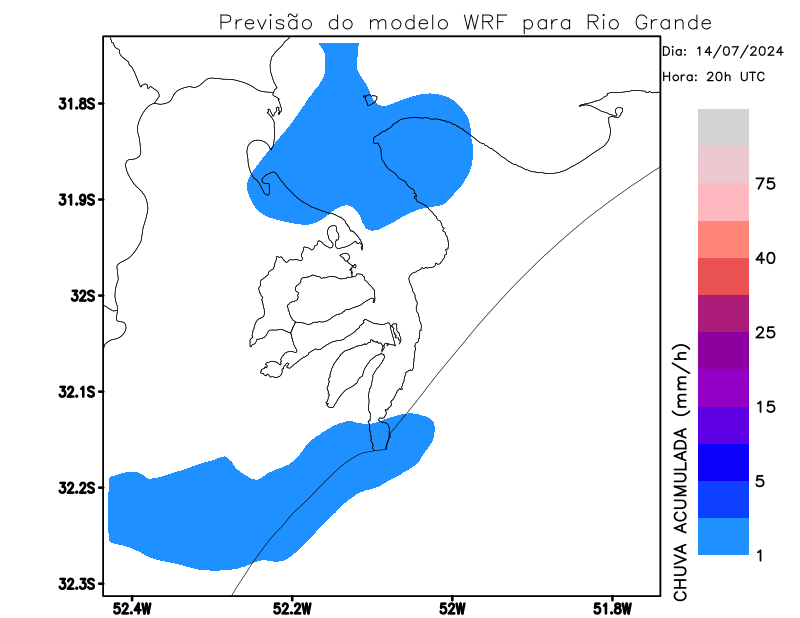 Previsão do modelo WRF para Rio Grande
Dia: 14/07/2024
Hora: 20h UTC
31.8S
31.9S
32S
32.1S
32.2S
32.3S
52.4W
52.2W
52W
51.8W
75
40
25
15
5
1
CHUVA ACUMULADA (mm/h)